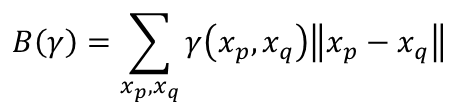 B(γ) = ∑_{x_p,x_q} γ(x_p, x_q)‖x_p − x_q‖